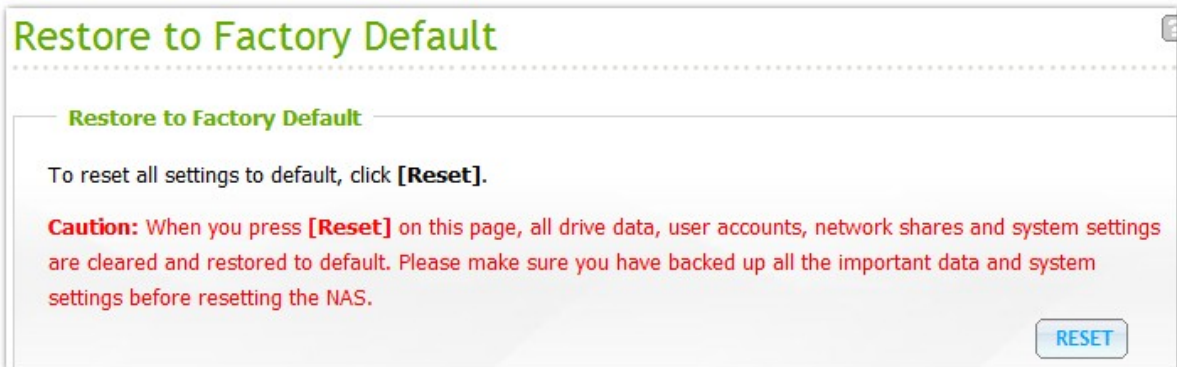 Restore to Factory Default
?
Restore to Factory Default
To reset all settings to default, click [Reset].
Caution: When you press [Reset] on this page, all drive data, user accounts, network shares and system settings
are cleared and restored to default. Please make sure you have backed up all the important data and system
settings before resetting the NAS.
RESET